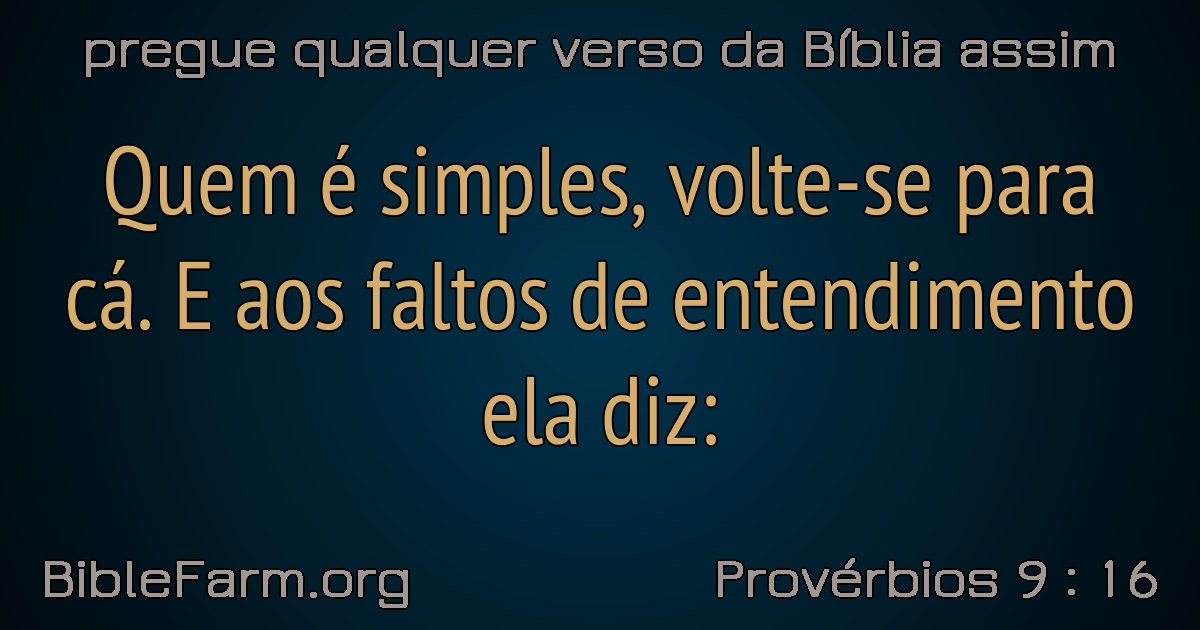 pregue qualquer verso da Bíblia assim
Quem é simples, volte-se para
cá. E aos faltos de entendimento
ela diz:
BibleFarm.org
Provérbios 9 : 16